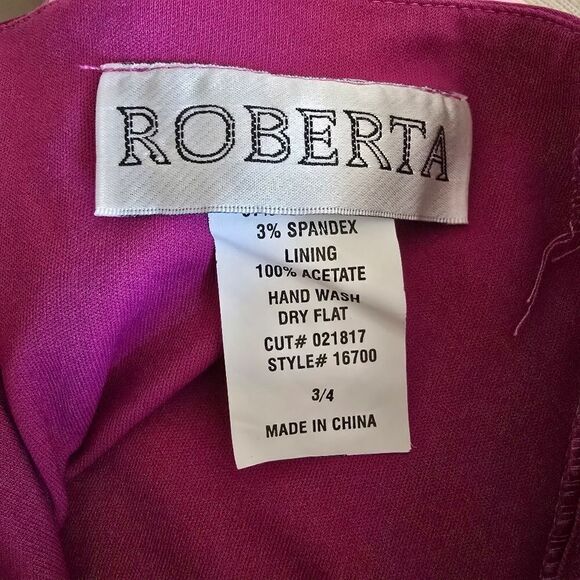 ROBERTA
3% SPANDEX
LINING
100% ACETATE
HAND WASH
DRY FLAT
CUT# 021817
STYLE# 16700
3/4
MADE IN CHINA